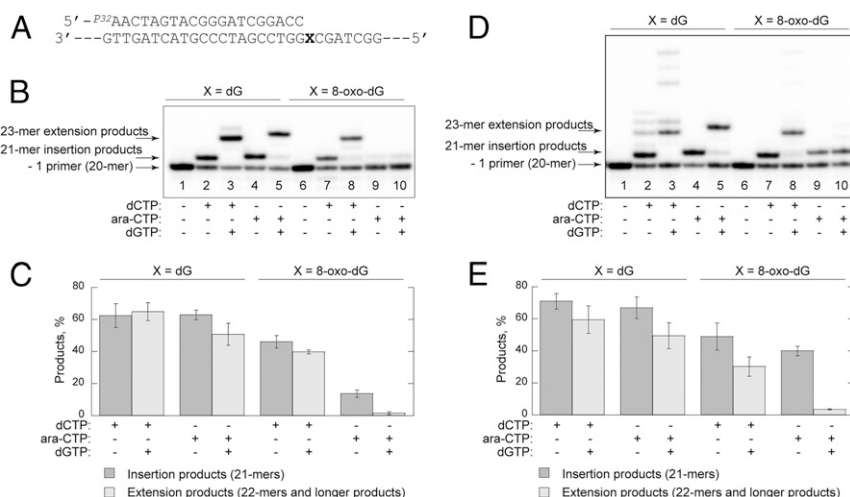 A
5'-P32AACTAGTACGGGATCGGACC
3'---GTTGATCATGCCCTAGCCTGGXCGATCGG---5'
B
X = dG X = 8-oxo-dG
23-mer extension products
21-mer insertion products
- 1 primer (20-mer)
1 2 3 4 5 6 7 8 9 10
dCTP: - + + - - - + + - -
ara-CTP: - - - + + - - - + +
dGTP: - - + - + - - + - +
C
X = dG X = 8-oxo-dG
Products, %
80
60
40
20
0
dCTP: + + - - + + - -
ara-CTP: - - + + - - + +
dGTP: - + - + - + - +
Insertion products (21-mers)
Extension products (22-mers and longer products)
D
X = dG X = 8-oxo-dG
23-mer extension products
21-mer insertion products
- 1 primer (20-mer)
1 2 3 4 5 6 7 8 9 10
dCTP: - + + - - - + + - -
ara-CTP: - - - + + - - - + +
dGTP: - - + - + - - + - +
E
X = dG X = 8-oxo-dG
Products, %
80
60
40
20
0
dCTP: + + - - + + - -
ara-CTP: - - + + - - + +
dGTP: - + - + - + - +
Insertion products (21-mers)
Extension products (22-mers and longer products)